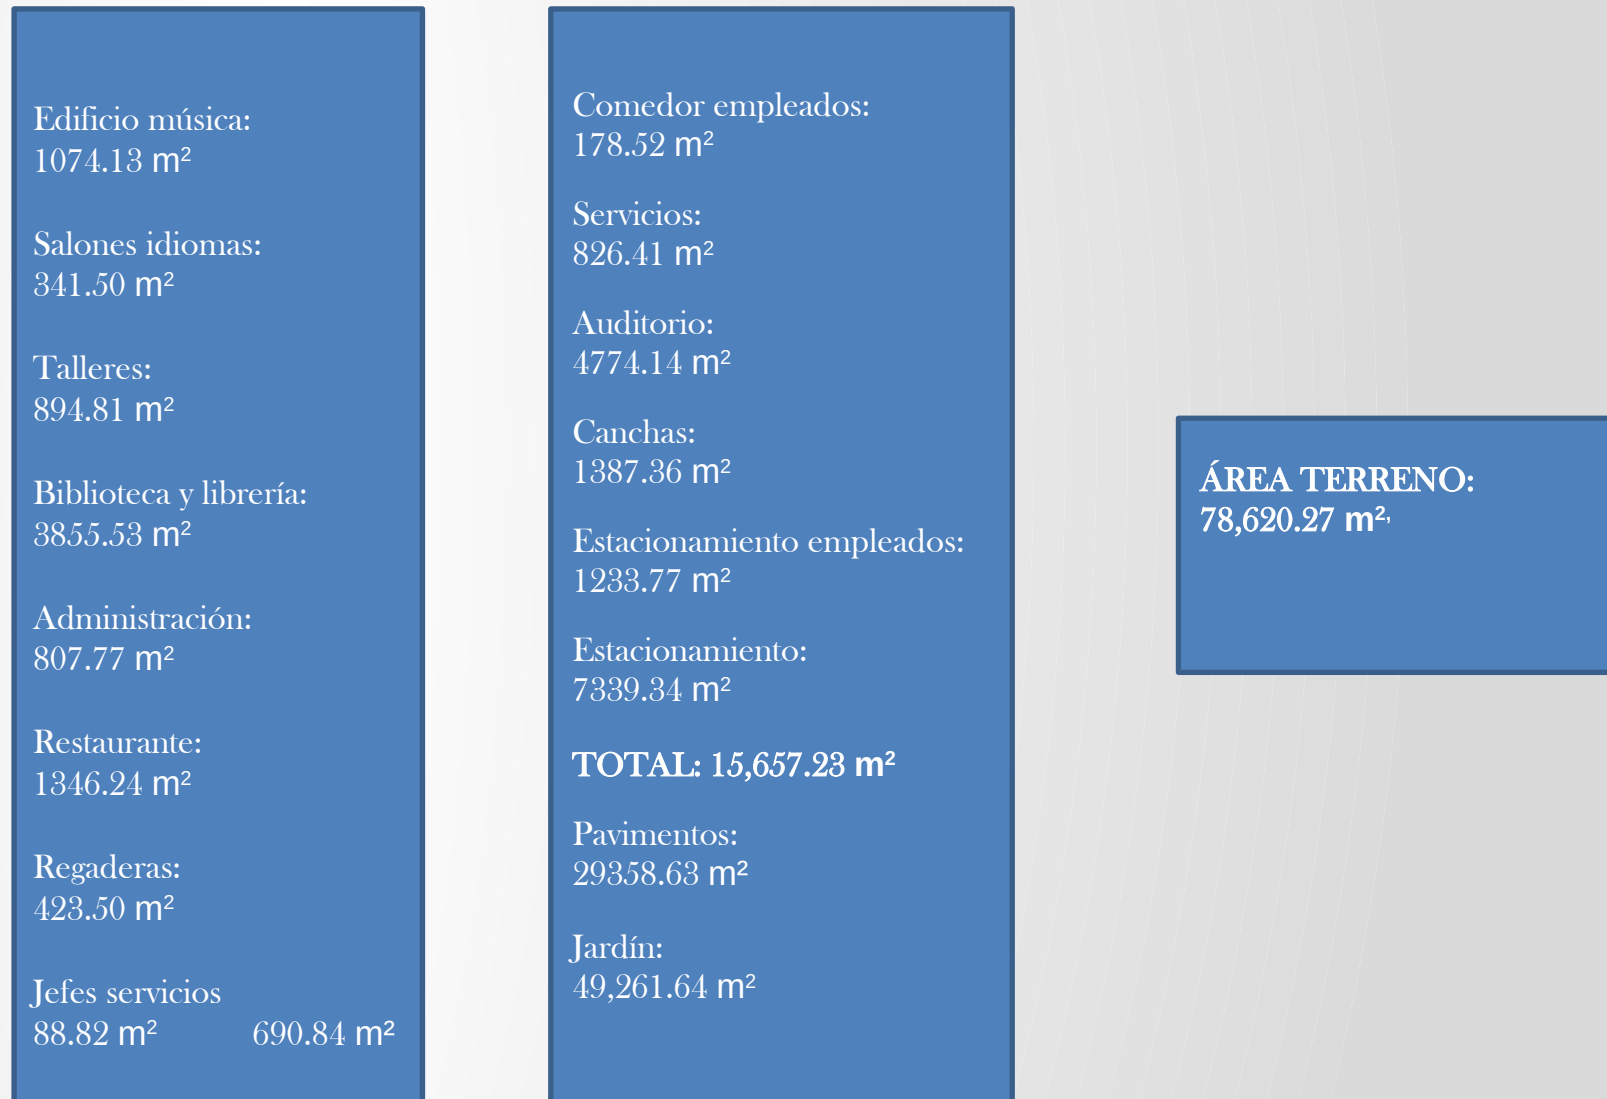 Edificio música:
1074.13 m²
Salones idiomas:
341.50 m²
Talleres:
894.81 m²
Biblioteca y librería:
3855.53 m²
Administración:
807.77 m²
Restaurante:
1346.24 m²
Regaderas:
423.50 m²
Jefes servicios
88.82 m² 690.84 m²
Comedor empleados:
178.52 m²
Servicios:
826.41 m²
Auditorio:
4774.14 m²
Canchas:
1387.36 m²
Estacionamiento empleados:
1233.77 m²
Estacionamiento:
7339.34 m²
TOTAL: 15,657.23 m²
Pavimentos:
29358.63 m²
Jardín:
49,261.64 m²
ÁREA TERRENO:
78,620.27 m²,